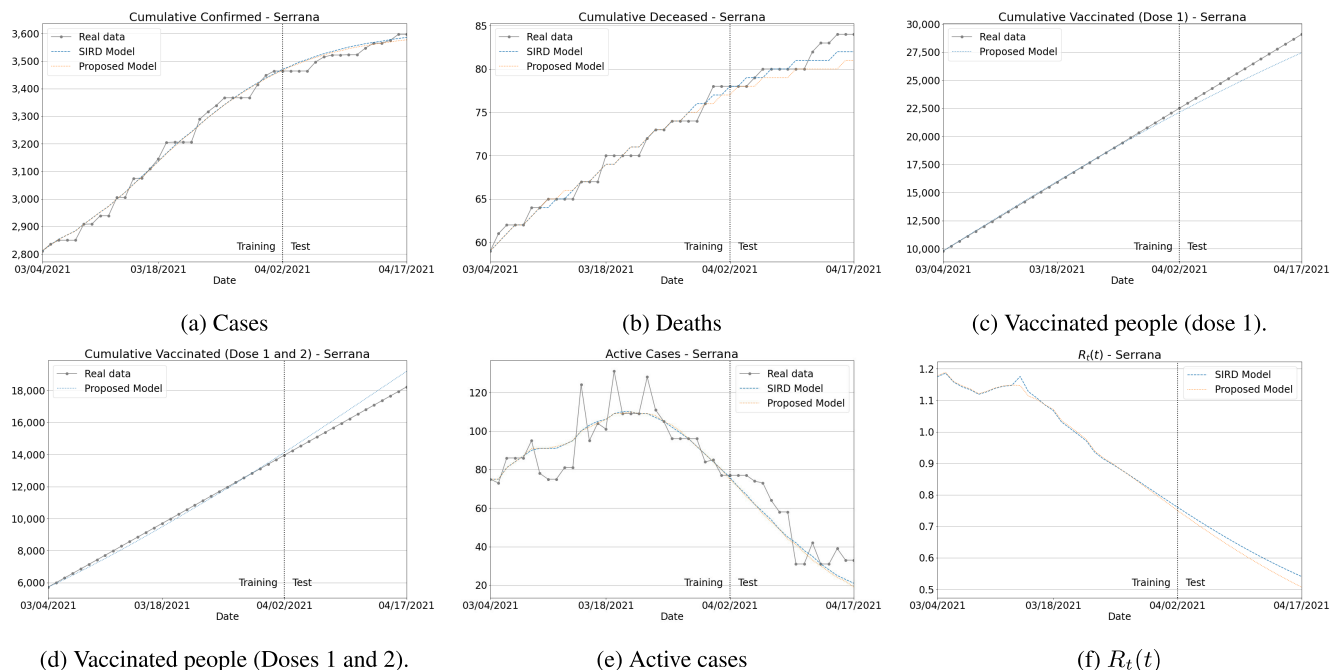 Cumulative Confirmed - Serrana
3,600
3,500
3,400
3,300
3,200
3,100
3,000
2,900
2,800
Real data
SIRD Model
Proposed Model
Training
Test
03/04/2021
03/18/2021
04/02/2021
04/17/2021
Date
(a) Cases
Cumulative Deceased - Serrana
85
80
75
70
65
60
Real data
SIRD Model
Proposed Model
Training
Test
03/04/2021
03/18/2021
04/02/2021
04/17/2021
Date
(b) Deaths
Cumulative Vaccinated (Dose 1) - Serrana
30,000
27,500
25,000
22,500
20,000
17,500
15,000
12,500
10,000
Real data
Proposed Model
Training
Test
03/04/2021
03/18/2021
04/02/2021
04/17/2021
Date
(c) Vaccinated people (dose 1).
Cumulative Vaccinated (Dose 1 and 2) - Serrana
18,000
16,000
14,000
12,000
10,000
8,000
6,000
Real data
Proposed Model
Training
Test
03/04/2021
03/18/2021
04/02/2021
04/17/2021
Date
(d) Vaccinated people (Doses 1 and 2).
Active Cases - Serrana
120
100
80
60
40
20
Real data
SIRD Model
Proposed Model
Training
Test
03/04/2021
03/18/2021
04/02/2021
04/17/2021
Date
(e) Active cases
R_t(t) - Serrana
1.2
1.1
1.0
0.9
0.8
0.7
0.6
0.5
SIRD Model
Proposed Model
Training
Test
03/04/2021
03/18/2021
04/02/2021
04/17/2021
Date
(f) R_t(t)